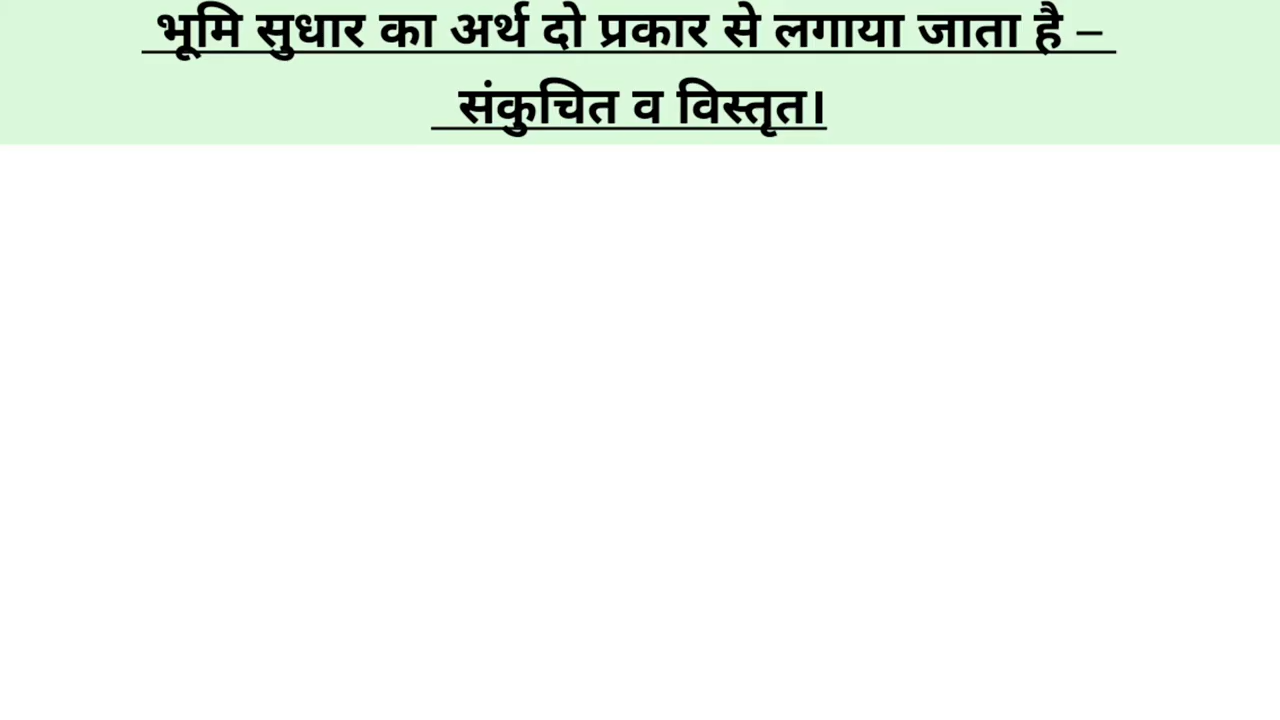 भूमि सुधार का अर्थ दो प्रकार से लगाया जाता है –
संकुचित व विस्तृत।